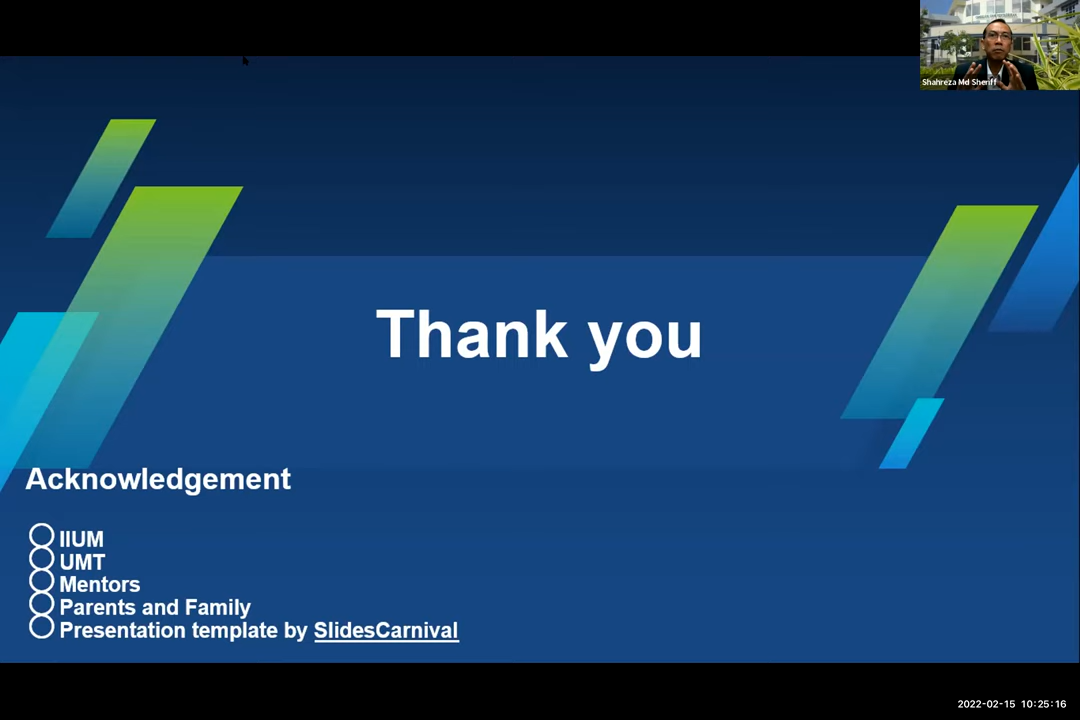 Shahreza Md Sheriff
Thank you
Acknowledgement
IIUM
UMT
Mentors
Parents and Family
Presentation template by SlidesCarnival
2022-02-15 10:25:16